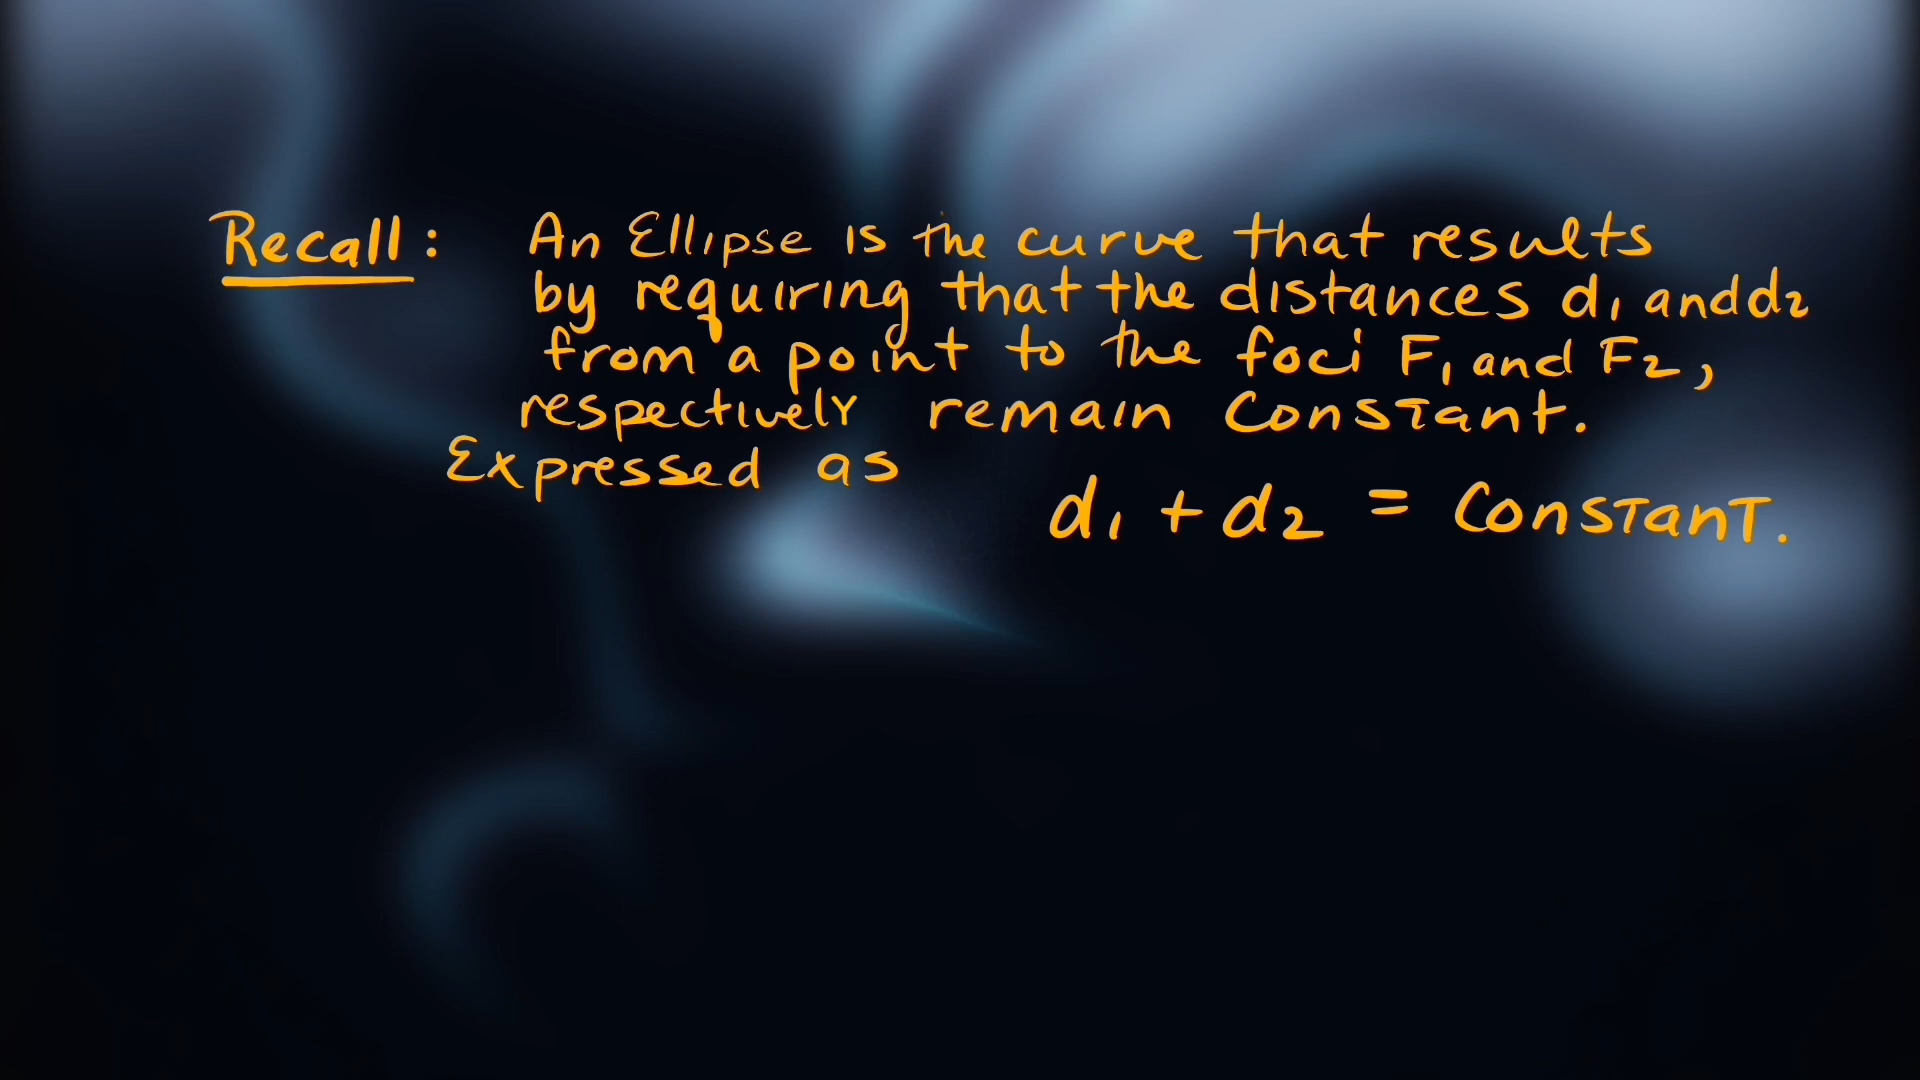 Recall: An Ellipse is the curve that results
by requiring that the distances d₁ and d₂
from a point to the foci F₁ and F₂,
respectively remain Constant.
Expressed as
d₁ + d₂ = Constant.